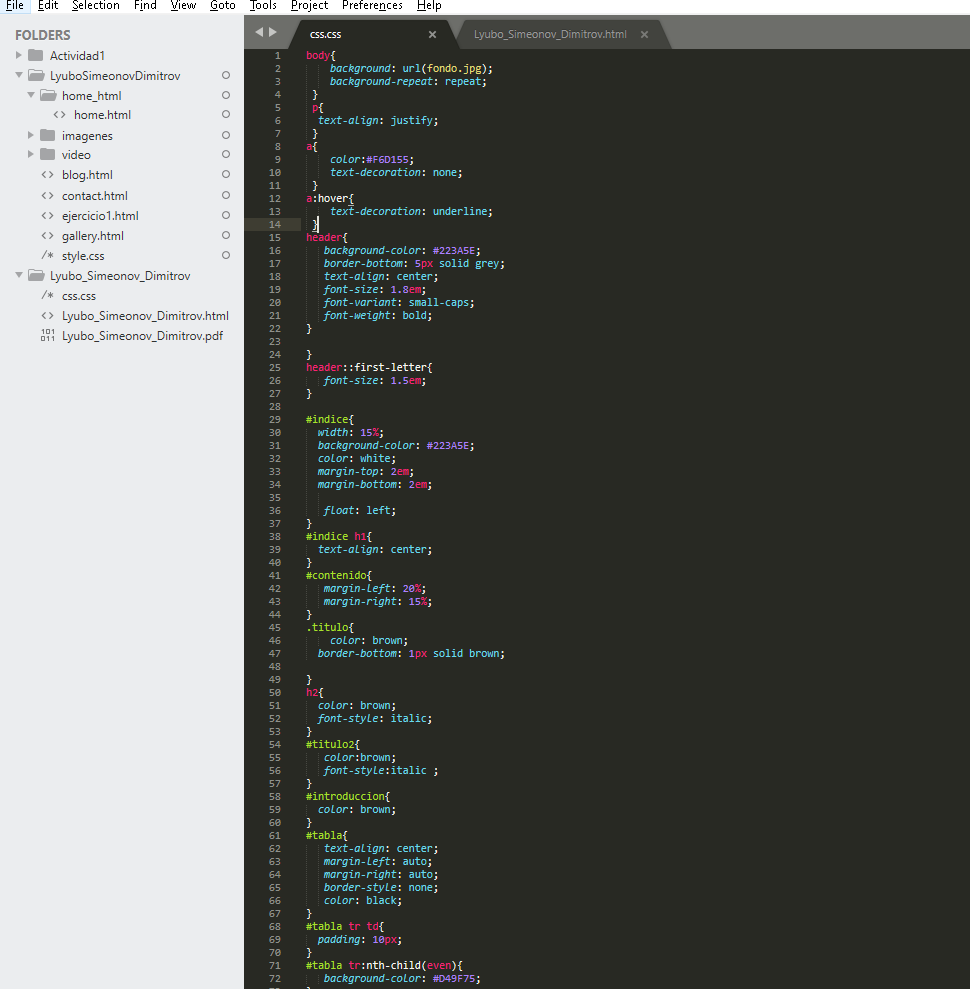 File Edit Selection Find View Goto Tools Project Preferences Help
FOLDERS
Actividad1
LyuboSimeonovDimitrov
home_html
<> home.html
imagenes
video
<> blog.html
<> contact.html
<> ejercicio1.html
<> gallery.html
/* style.css
Lyubo_Simeonov_Dimitrov
/* css.css
<> Lyubo_Simeonov_Dimitrov.html
101 011 Lyubo_Simeonov_Dimitrov.pdf
css.css × Lyubo_Simeonov_Dimitrov.html ×
1 body{
2 background: url(fondo.jpg);
3 background-repeat: repeat;
4 }
5 p{
6 text-align: justify;
7 }
8 a{
9 color:#F6D155;
10 text-decoration: none;
11 }
12 a:hover{
13 text-decoration: underline;
14 }
15 header{
16 background-color: #223A5E;
17 border-bottom: 5px solid grey;
18 text-align: center;
19 font-size: 1.8em;
20 font-variant: small-caps;
21 font-weight: bold;
22 }
23
24 }
25 header::first-letter{
26 font-size: 1.5em;
27 }
28
29 #indice{
30 width: 15%;
31 background-color: #223A5E;
32 color: white;
33 margin-top: 2em;
34 margin-bottom: 2em;
35
36 float: left;
37 }
38 #indice h1{
39 text-align: center;
40 }
41 #contenido{
42 margin-left: 20%;
43 margin-right: 15%;
44 }
45 .titulo{
46 color: brown;
47 border-bottom: 1px solid brown;
48
49 }
50 h2{
51 color: brown;
52 font-style: italic;
53 }
54 #titulo2{
55 color:brown;
56 font-style:italic ;
57 }
58 #introduccion{
59 color: brown;
60 }
61 #tabla{
62 text-align: center;
63 margin-left: auto;
64 margin-right: auto;
65 border-style: none;
66 color: black;
67 }
68 #tabla tr td{
69 padding: 10px;
70 }
71 #tabla tr:nth-child(even){
72 background-color: #D49F75;